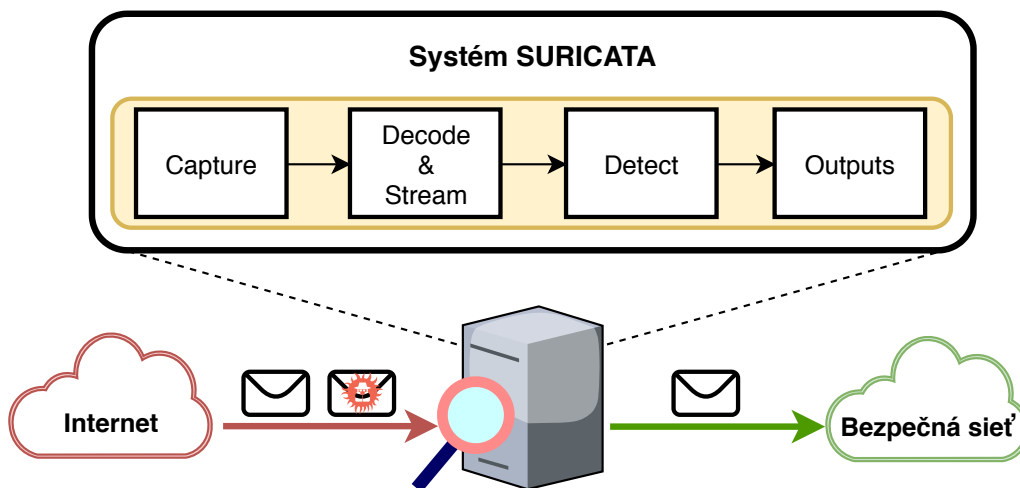 Systém SURICATA
Capture
Decode
&
Stream
Detect
Outputs
Internet
Bezpečná sieť